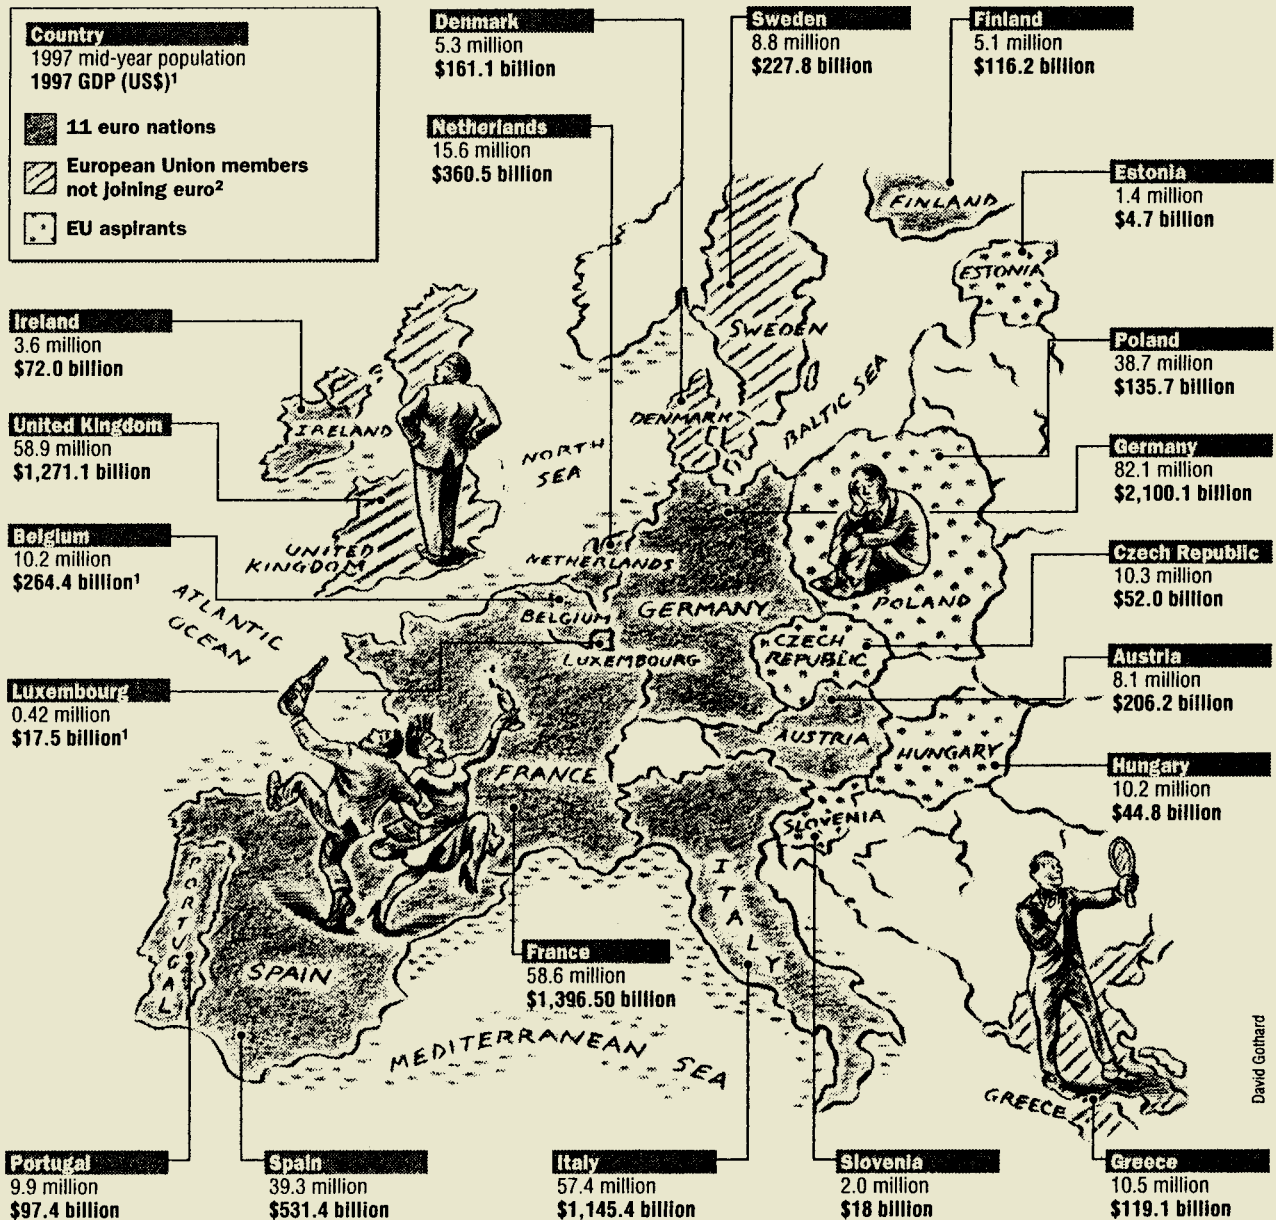 Country
1997 mid-year population
1997 GDP (US$)¹
11 euro nations
European Union members
not joining euro²
EU aspirants
Denmark
5.3 million
$161.1 billion
Sweden
8.8 million
$227.8 billion
Finland
5.1 million
$116.2 billion
Netherlands
15.6 million
$360.5 billion
Estonia
1.4 million
$4.7 billion
Ireland
3.6 million
$72.0 billion
Poland
38.7 million
$135.7 billion
United Kingdom
58.9 million
$1,271.1 billion
Germany
82.1 million
$2,100.1 billion
Belgium
10.2 million
$264.4 billion¹
Czech Republic
10.3 million
$52.0 billion
Luxembourg
0.42 million
$17.5 billion¹
Austria
8.1 million
$206.2 billion
Hungary
10.2 million
$44.8 billion
France
58.6 million
$1,396.50 billion
Portugal
9.9 million
$97.4 billion
Spain
39.3 million
$531.4 billion
Italy
57.4 million
$1,145.4 billion
Slovenia
2.0 million
$18 billion
Greece
10.5 million
$119.1 billion
FINLAND
ESTONIA
SWEDEN
DENMARK
BALTIC SEA
IRELAND
NORTH
SEA
UNITED
KINGDOM
NETHERLANDS
BELGIUM
GERMANY
POLAND
ATLANTIC
OCEAN
LUXEMBOURG
CZECH
REPUBLIC
AUSTRIA
HUNGARY
FRANCE
SLOVENIA
ITALY
PORTUGAL
SPAIN
MEDITERRANEAN SEA
GREECE
David Gothard